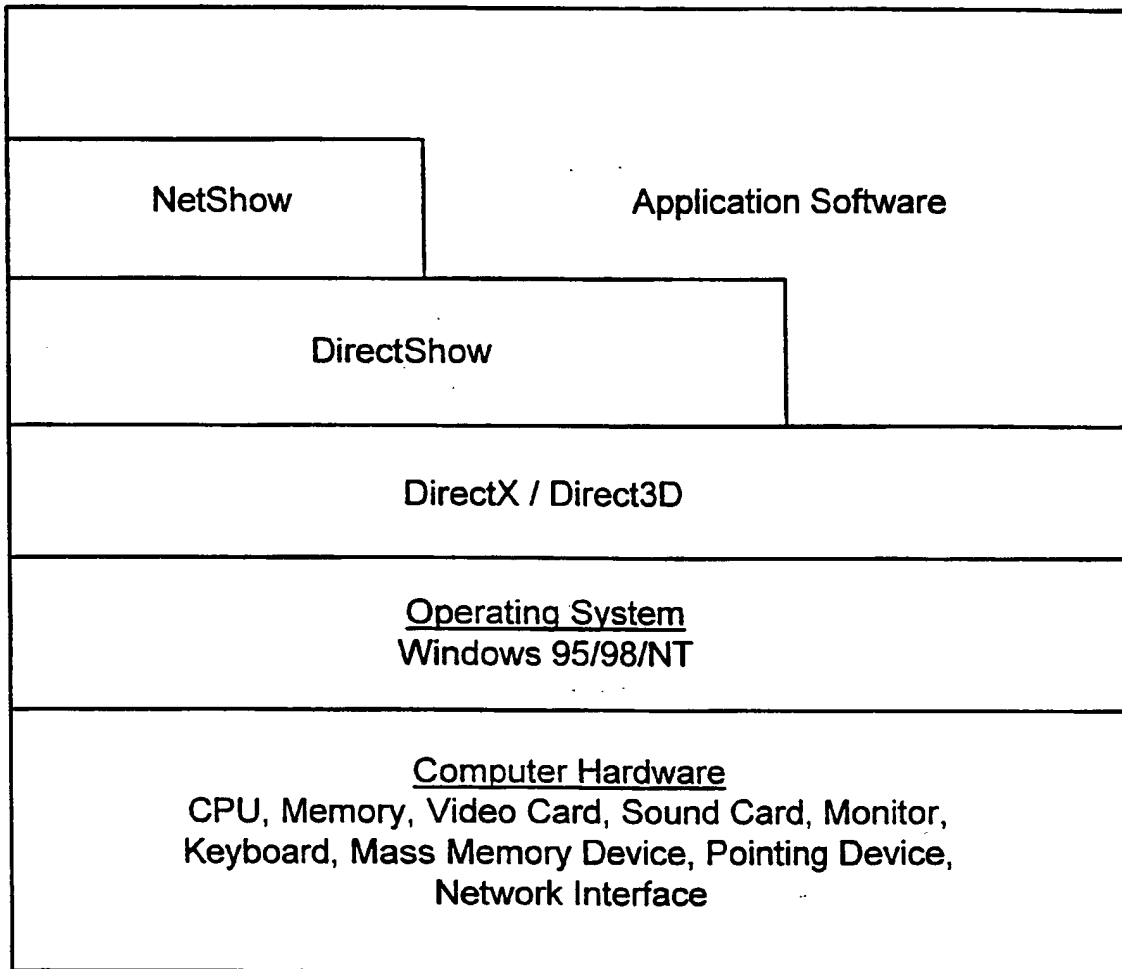 NetShow
Application Software
DirectShow
DirectX / Direct3D
Operating System
Windows 95/98/NT
Computer Hardware
CPU, Memory, Video Card, Sound Card, Monitor,
Keyboard, Mass Memory Device, Pointing Device,
Network Interface